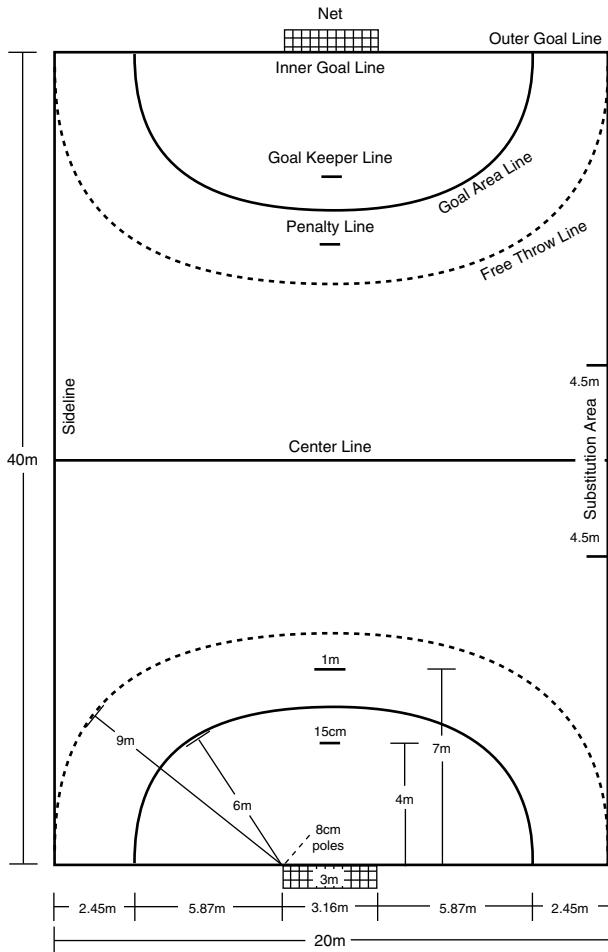 Net
Outer Goal Line
Inner Goal Line
Goal Keeper Line
Goal Area Line
Penalty Line
Free Throw Line
4.5m
Sideline
Substitution Area
Center Line
40m
4.5m
1m
15cm
9m
7m
6m
4m
8cm
poles
3m
2.45m
5.87m
3.16m
5.87m
2.45m
20m